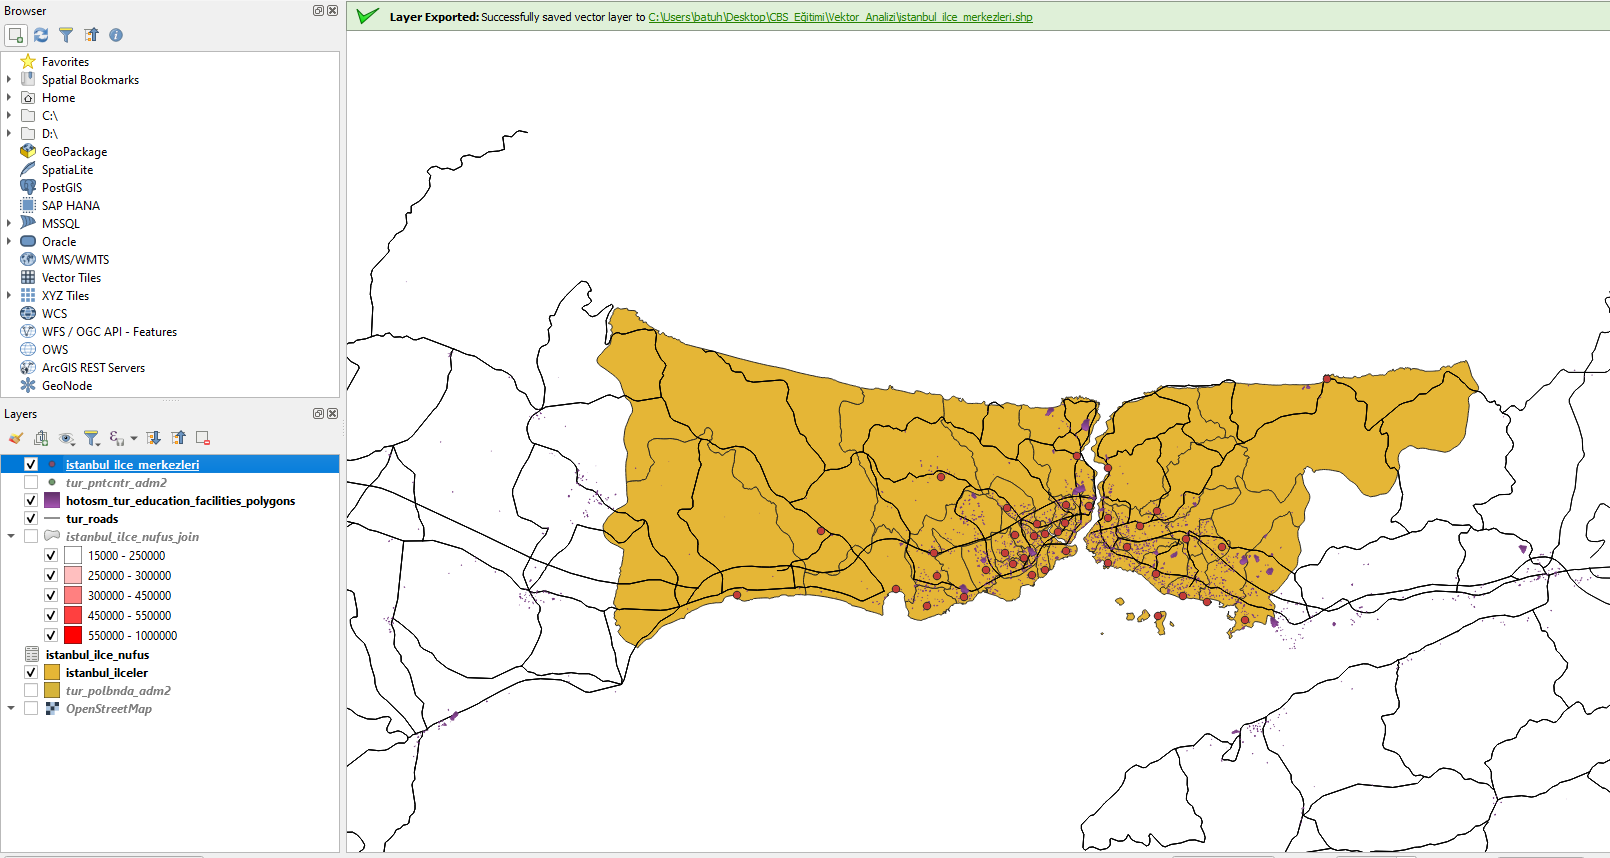 Browser
Layer Exported: Successfully saved vector layer to C:\Users\batuh\Desktop\CBS_Eğitimi\Vektor_Analizi\istanbul_ilce_merkezleri.shp
Favorites
Spatial Bookmarks
Home
C:\
D:\
GeoPackage
SpatiaLite
PostGIS
SAP HANA
MSSQL
Oracle
WMS/WMTS
Vector Tiles
XYZ Tiles
WCS
WFS / OGC API - Features
OWS
ArcGIS REST Servers
GeoNode
Layers
istanbul_ilce_merkezleri
tur_pntcntr_adm2
hotosm_tur_education_facilities_polygons
tur_roads
istanbul_ilce_nufus_join
15000 - 250000
250000 - 300000
300000 - 450000
450000 - 550000
550000 - 1000000
istanbul_ilce_nufus
istanbul_ilceler
tur_polbnda_adm2
OpenStreetMap